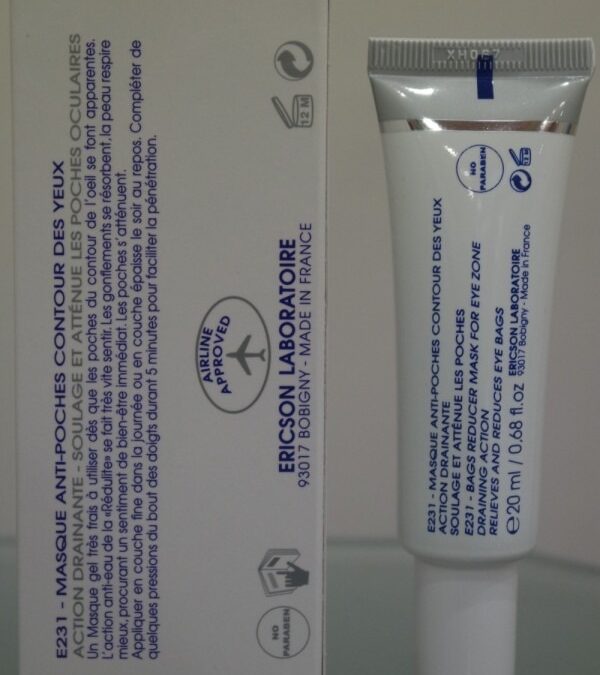 E231 - MASQUE ANTI-POCHES CONTOUR DES YEUX
ACTION DRAINANTE - SOULAGE ET ATTÉNUE LES POCHES OCULAIRES
Un Masque gel très frais à utiliser dès que les poches du contour de l'oeil se font apparentes.
L'action anti-eau de la «Rédulite» se fait très vite sentir. Les gonflements se résorbent, la peau respire
mieux, procurant un sentiment de bien-être immédiat. Les poches s'atténuent.
Appliquer en couche fine dans la journée ou en couche épaisse le soir au repos. Compléter de
quelques pressions du bout des doigts durant 5 minutes pour faciliter la pénétration.
NO
PARABEN
AIRLINE
APPROVED
12 M
ERICSON LABORATOIRE
93017 BOBIGNY - MADE IN FRANCE
E231 - MASQUE ANTI-POCHES CONTOUR DES YEUX
ACTION DRAINANTE
SOULAGE ET ATTÉNUE LES POCHES
E231 - BAGS REDUCER MASK FOR EYE ZONE
DRAINING ACTION
RELIEVES AND REDUCES EYE BAGS
℮20 ml / 0,68 fl.oz
ERICSON LABORATOIRE
93017 Bobigny - Made in France
NO
PARABEN
12 M